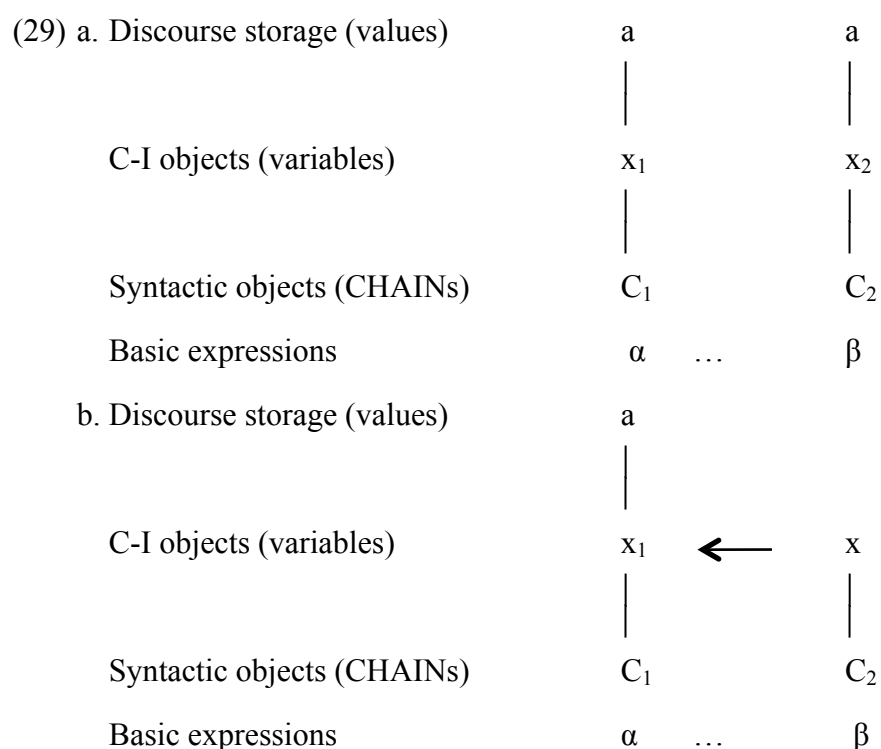 (29) a. Discourse storage (values) a a
C-I objects (variables) x₁ x₂
Syntactic objects (CHAINs) C₁ C₂
Basic expressions α … β
b. Discourse storage (values) a
C-I objects (variables) x₁ ← x
Syntactic objects (CHAINs) C₁ C₂
Basic expressions α … β